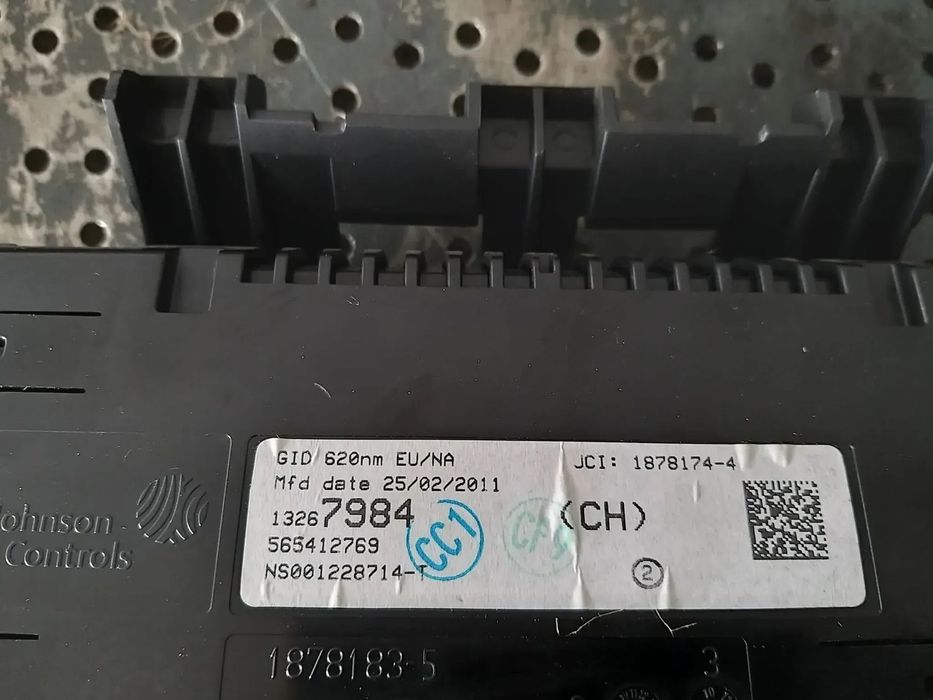 GID 620nm EU/NA
JCI: 1878174-4
Mfd date 25/02/2011
13267984
(CH)
565412769
CC1
NS001228714-T
2
Johnson
Controls
1878183-5
3